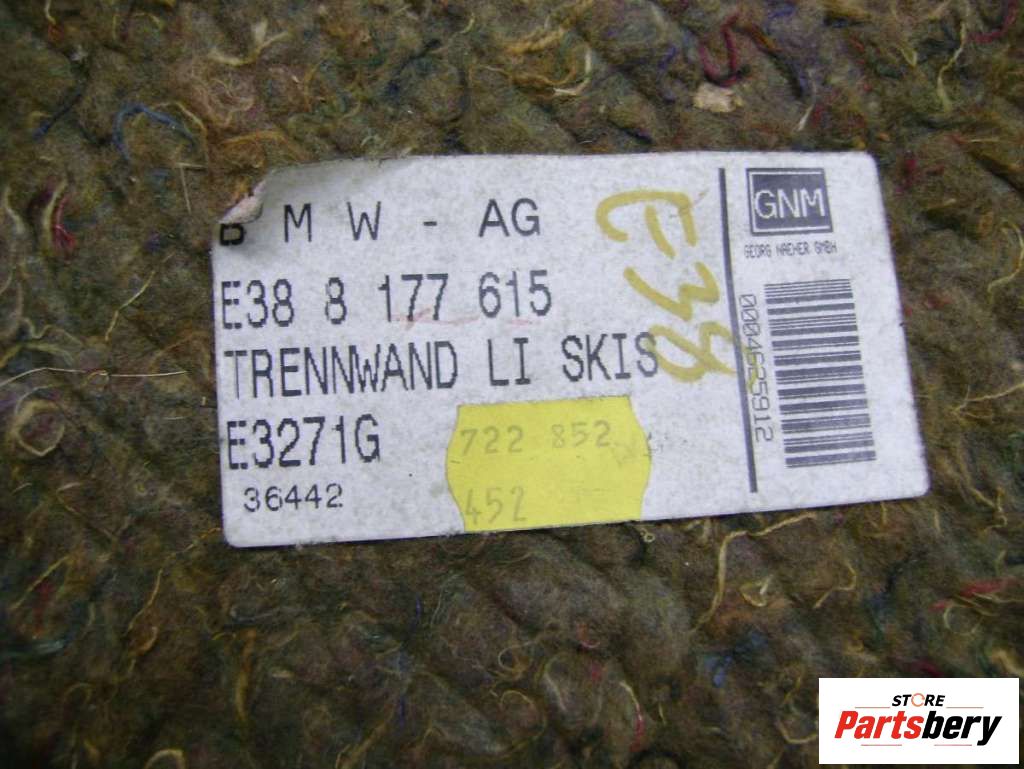 B M W - AG
E38 8 177 615
TRENNWAND LI SKIS
E3271G
36442
722 852
452
E-38
GNM
GEORG NAEHER GMBH
0004625912
STORE
Partsbery